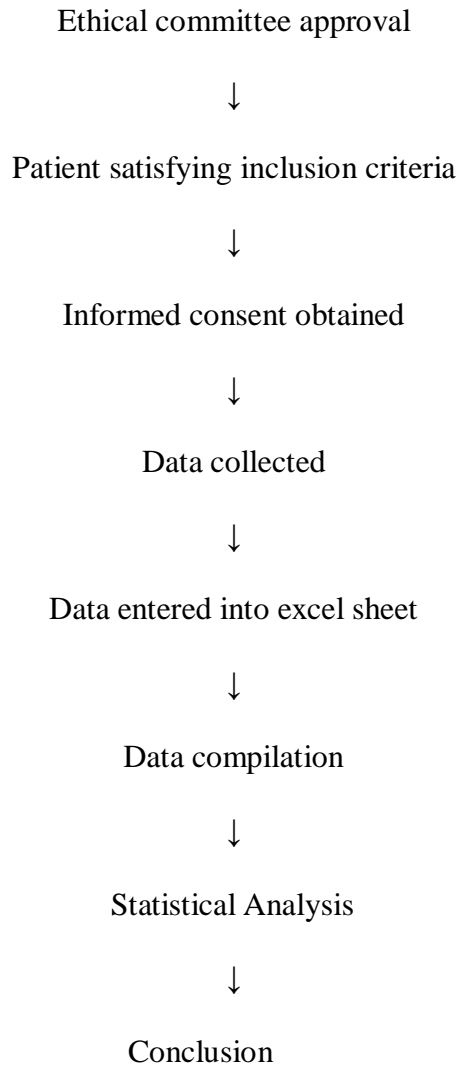 Ethical committee approval
↓
Patient satisfying inclusion criteria
↓
Informed consent obtained
↓
Data collected
↓
Data entered into excel sheet
↓
Data compilation
↓
Statistical Analysis
↓
Conclusion